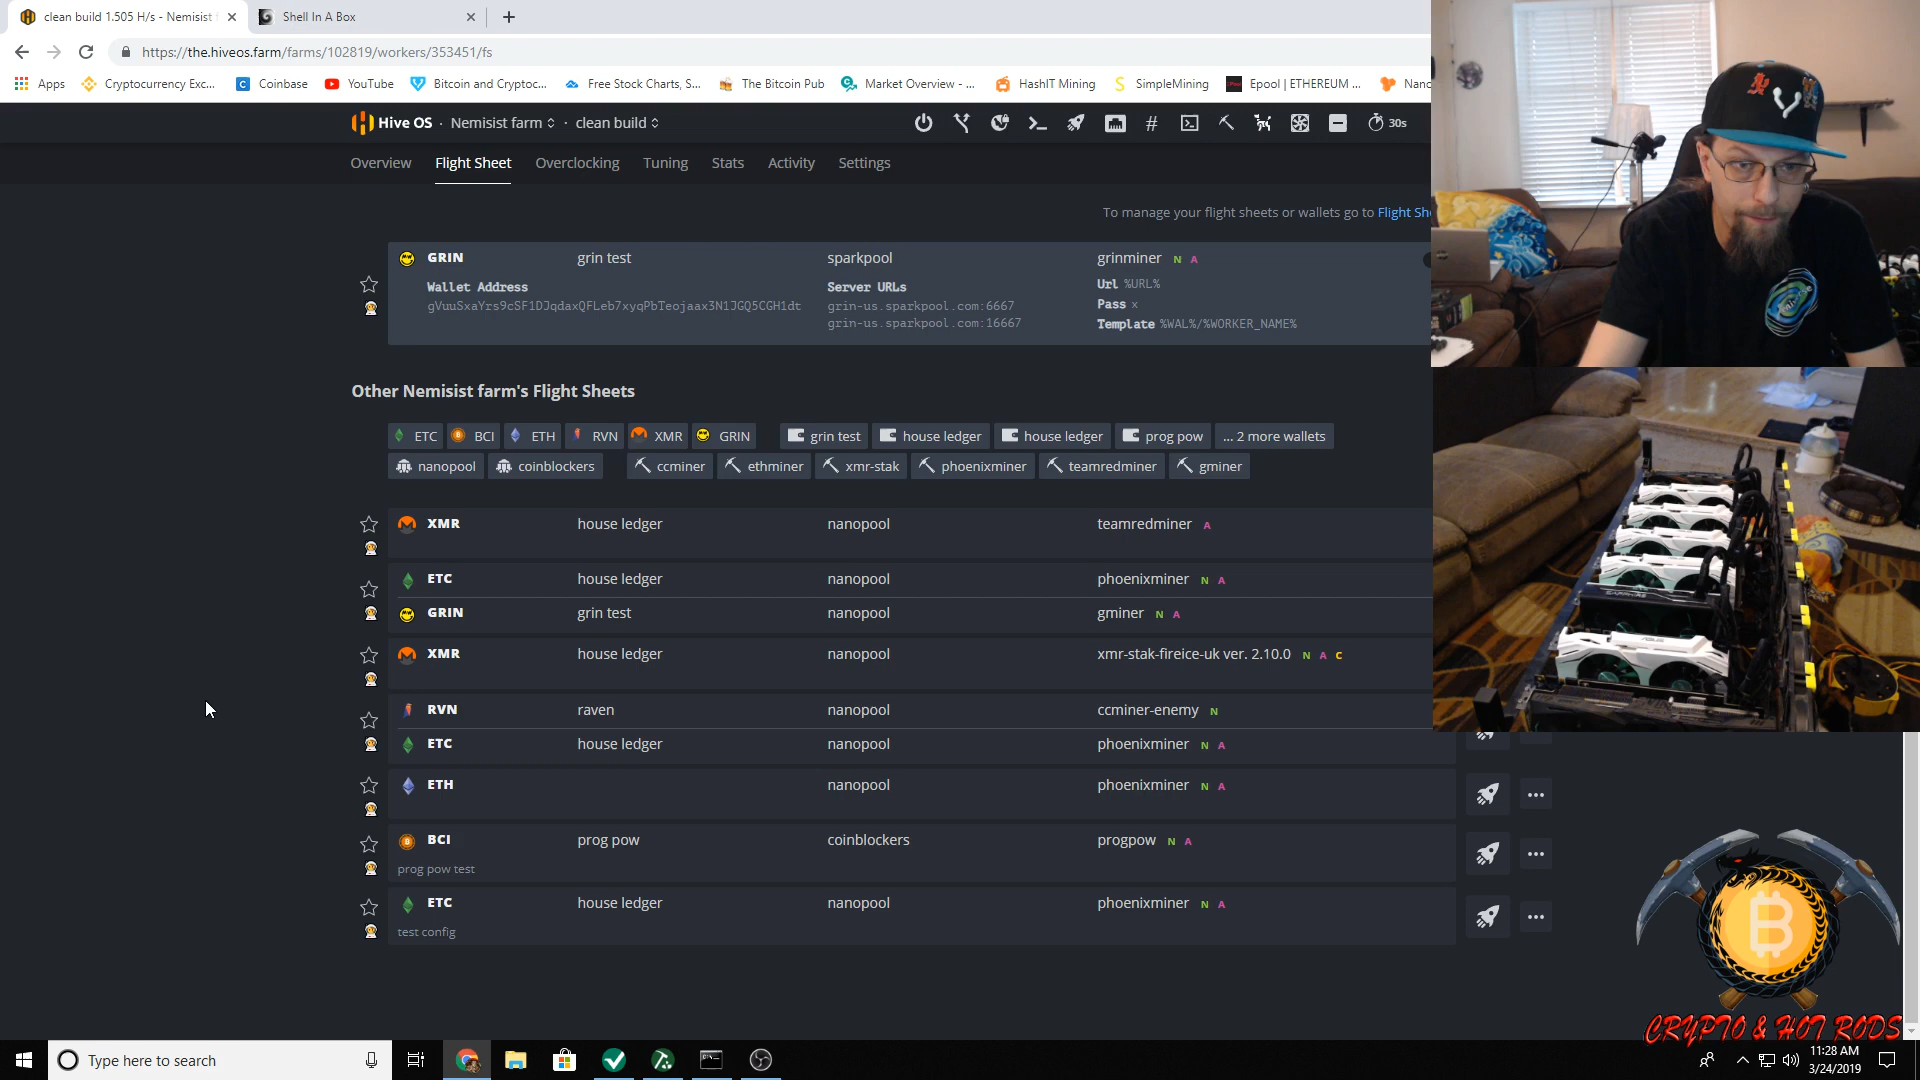 clean build 1.505 H/s - Nemisist
Shell In A Box
https://the.hiveos.farm/farms/102819/workers/353451/fs
Apps
Cryptocurrency Exc...
Coinbase
YouTube
Bitcoin and Cryptoc...
Free Stock Charts, S...
The Bitcoin Pub
Market Overview - ...
HashIT Mining
SimpleMining
Epool | ETHEREUM ...
Nano
Hive OS · Nemisist farm · clean build
30s
Overview
Flight Sheet
Overclocking
Tuning
Stats
Activity
Settings
To manage your flight sheets or wallets go to Flight Sh
GRIN grin test sparkpool grinminer N A
Wallet Address Server URLs Url %URL%
gVuuSxaYrs9cSF1DJqdaxQFLeb7xyqPbTeojaax3N1JGQ5CGH1dt grin-us.sparkpool.com:6667 Pass x
grin-us.sparkpool.com:16667 Template %WAL%/%WORKER_NAME%
Other Nemisist farm's Flight Sheets
ETC BCI ETH RVN XMR GRIN grin test house ledger house ledger prog pow ... 2 more wallets
nanopool coinblockers ccminer ethminer xmr-stak phoenixminer teamredminer gminer
XMR house ledger nanopool teamredminer A
ETC house ledger nanopool phoenixminer N A
GRIN grin test nanopool gminer N A
XMR house ledger nanopool xmr-stak-fireice-uk ver. 2.10.0 N A C
RVN raven nanopool ccminer-enemy N
ETC house ledger nanopool phoenixminer N A
ETH nanopool phoenixminer N A
BCI prog pow coinblockers progpow N A
prog pow test
ETC house ledger nanopool phoenixminer N A
test config
CRYPTO & HOT RODS
Type here to search
11:28 AM
3/24/2019